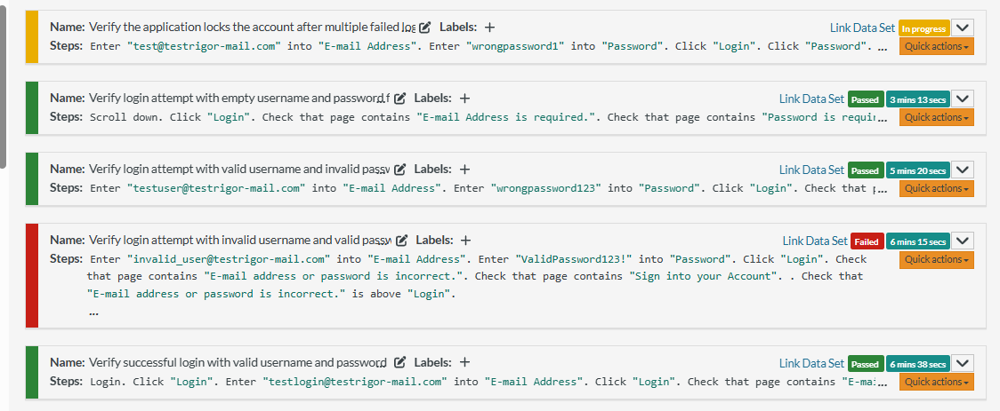 Name: Verify the application locks the account after multiple failed log Labels: + Link Data Set In progress
Steps: Enter "test@testrigor-mail.com" into "E-mail Address". Enter "wrongpassword1" into "Password". Click "Login". Click "Password". ... Quick actions
Name: Verify login attempt with empty username and password f Labels: + Link Data Set Passed 3 mins 13 secs
Steps: Scroll down. Click "Login". Check that page contains "E-mail Address is required.". Check that page contains "Password is requir... Quick actions
Name: Verify login attempt with valid username and invalid passw Labels: + Link Data Set Passed 5 mins 20 secs
Steps: Enter "testuser@testrigor-mail.com" into "E-mail Address". Enter "wrongpassword123" into "Password". Click "Login". Check that ... Quick actions
Name: Verify login attempt with invalid username and valid passw Labels: + Link Data Set Failed 6 mins 15 secs
Steps: Enter "invalid_user@testrigor-mail.com" into "E-mail Address". Enter "ValidPassword123!" into "Password". Click "Login". Check Quick actions
that page contains "E-mail address or password is incorrect.". Check that page contains "Sign into your Account". . Check that
"E-mail address or password is incorrect." is above "Login".
...
Name: Verify successful login with valid username and password Labels: + Link Data Set Passed 6 mins 38 secs
Steps: Login. Click "Login". Enter "testlogin@testrigor-mail.com" into "E-mail Address". Click "Login". Check that page contains "E-ma... Quick actions